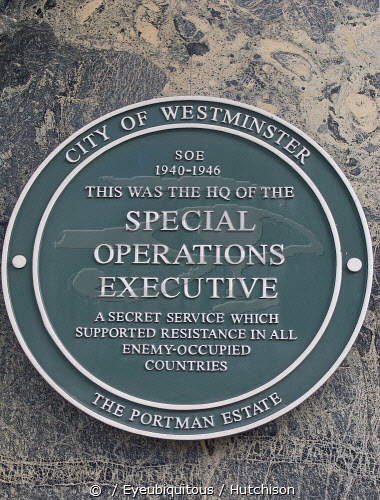 CITY OF WESTMINSTER
SOE
1940-1946
THIS WAS THE HQ OF THE
SPECIAL
OPERATIONS
EXECUTIVE
A SECRET SERVICE WHICH
SUPPORTED RESISTANCE IN ALL
ENEMY-OCCUPIED
COUNTRIES
THE PORTMAN ESTATE
© / Eyeubiquitous / Hutchison